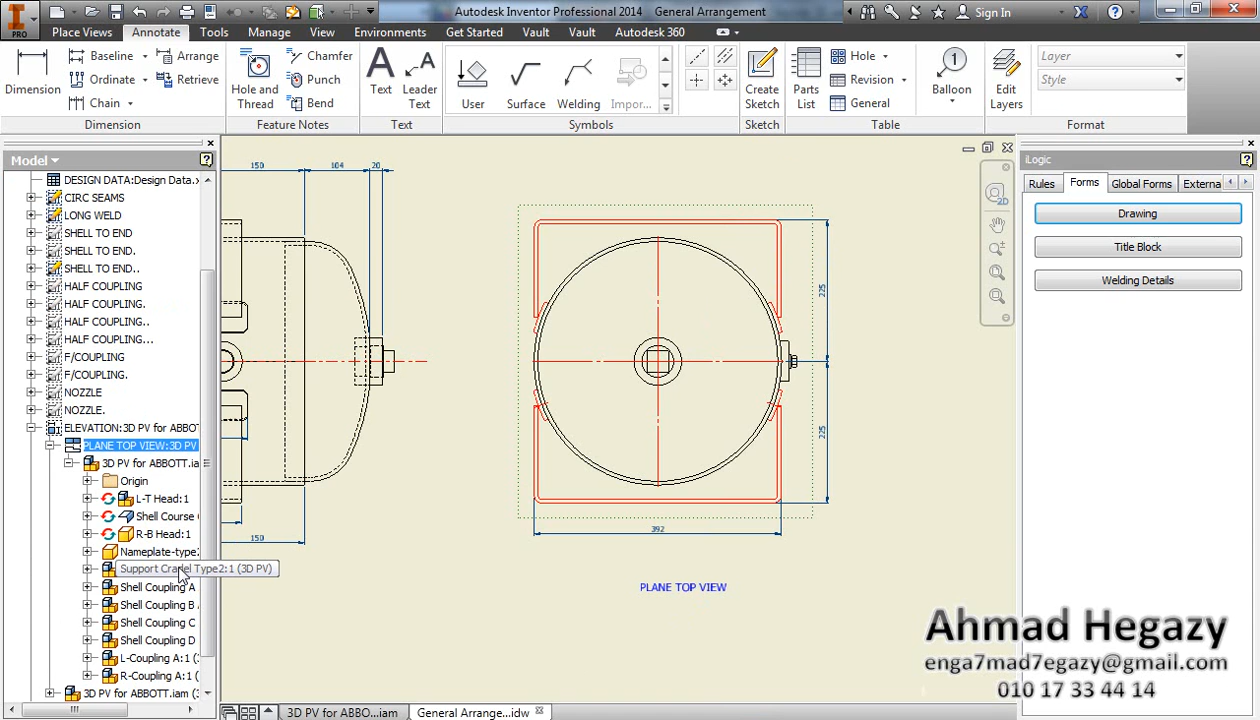 Autodesk Inventor Professional 2014 General Arrangement
Sign In
PRO
Place Views
Annotate
Tools
Manage
View
Environments
Get Started
Vault
Vault
Autodesk 360
Dimension
Baseline
Ordinate
Chain
Arrange
Retrieve
Dimension
Hole and Thread
Chamfer
Punch
Bend
Feature Notes
Text
Leader Text
Text
User
Surface
Welding
Impor...
Symbols
Create Sketch
Sketch
Parts List
Hole
Revision
General
Table
Balloon
Edit Layers
Layer
Style
Format
Model
DESIGN DATA:Design Data.x
CIRC SEAMS
LONG WELD
SHELL TO END
SHELL TO END.
SHELL TO END..
HALF COUPLING
HALF COUPLING.
HALF COUPLING..
HALF COUPLING...
F/COUPLING
F/COUPLING.
NOZZLE
NOZZLE.
ELEVATION:3D PV for ABBOT
PLANE TOP VIEW:3D PV
3D PV for ABBOTT.ia
Origin
L-T Head:1
Shell Course
R-B Head:1
Nameplate-type2
Support Cradel Type2:1 (3D PV)
Shell Coupling A
Shell Coupling B
Shell Coupling C
Shell Coupling D
L-Coupling A:1 (
R-Coupling A:1 (
3D PV for ABBOTT.iam (
150
104
20
150
225
225
392
PLANE TOP VIEW
2D
iLogic
Rules
Forms
Global Forms
Externa
Drawing
Title Block
Welding Details
Ahmad Hegazy
enga7mad7egazy@gmail.com
010 17 33 44 14
3D PV for ABBO...iam
General Arrange...idw